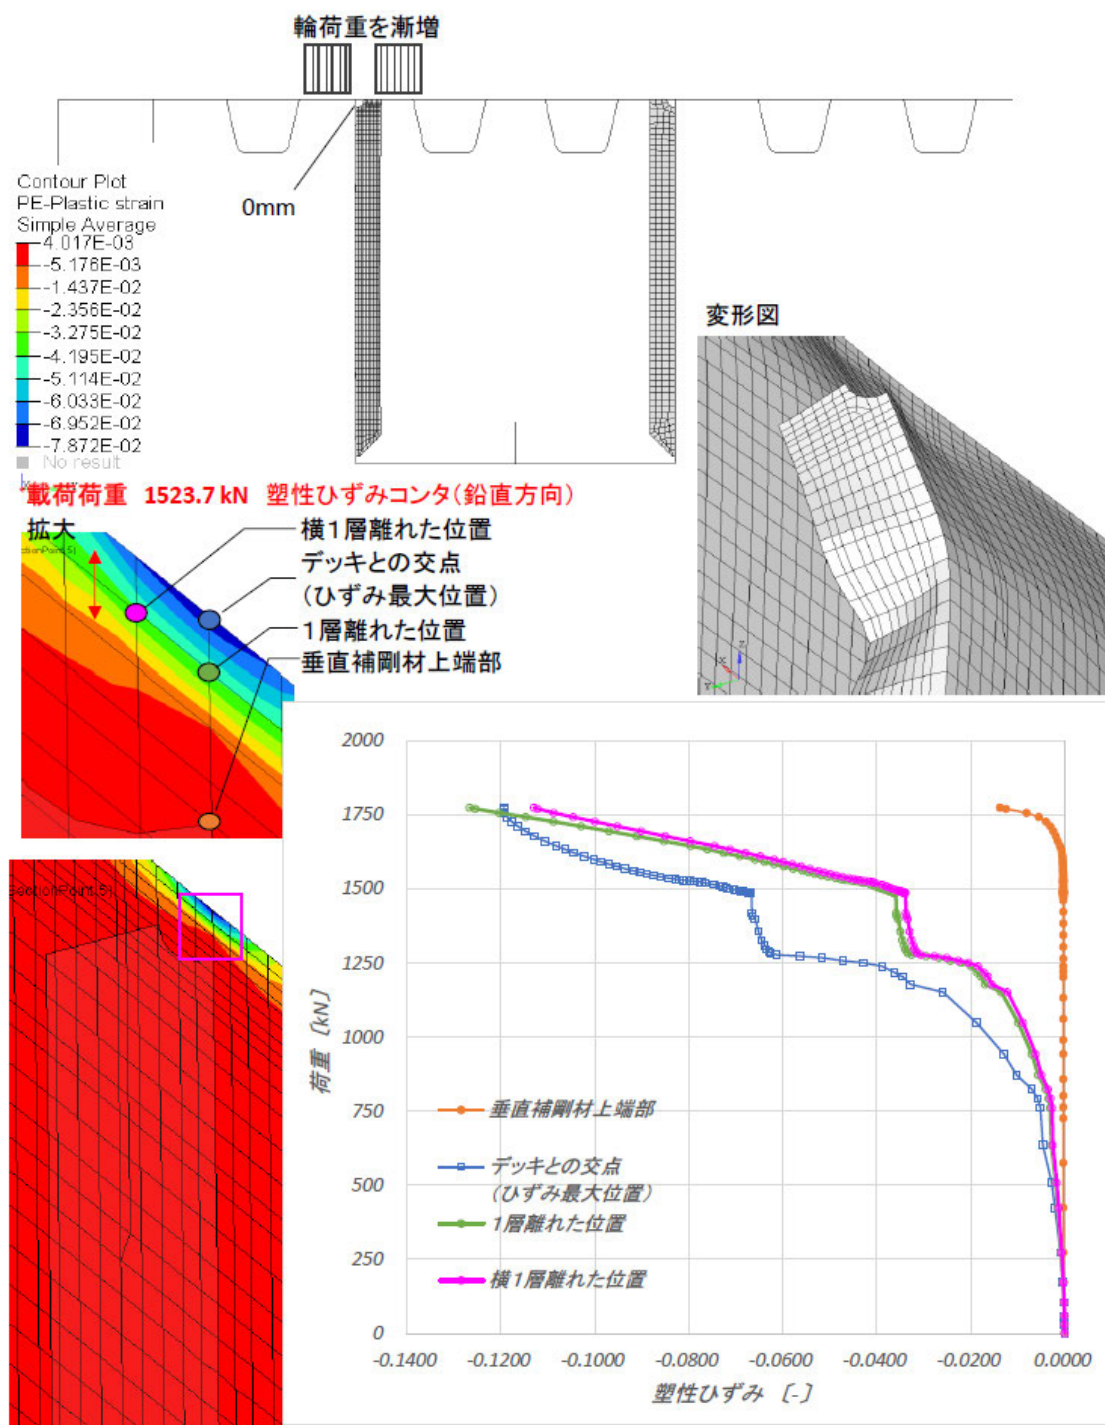 輪荷重を漸増
0mm
Contour Plot
PE-Plastic strain
Simple Average
4.017E-03
-5.176E-03
-1.437E-02
-2.356E-02
-3.275E-02
-4.195E-02
-5.114E-02
-6.033E-02
-6.952E-02
-7.872E-02
No result
変形図
載荷荷重 1523.7 kN 塑性ひずみコンタ(鉛直方向)
拡大
横1層離れた位置
デッキとの交点
(ひずみ最大位置)
1層離れた位置
垂直補剛材上端部
SectionPoint,5)
2000
1750
1500
1250
1000
750
500
250
0
荷重 [kN]
垂直補剛材上端部
デッキとの交点
(ひずみ最大位置)
1層離れた位置
横1層離れた位置
-0.1400 -0.1200 -0.1000 -0.0800 -0.0600 -0.0400 -0.0200 0.0000
塑性ひずみ [-]